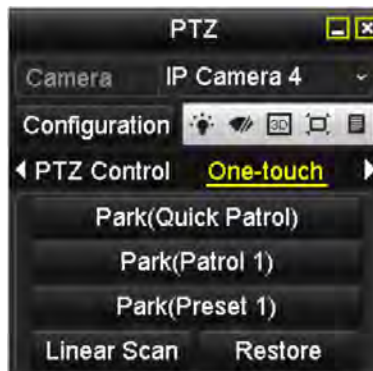 PTZ
Camera IP Camera 4
Configuration 3D
PTZ Control One-touch
Park(Quick Patrol)
Park(Patrol 1)
Park(Preset 1)
Linear Scan Restore